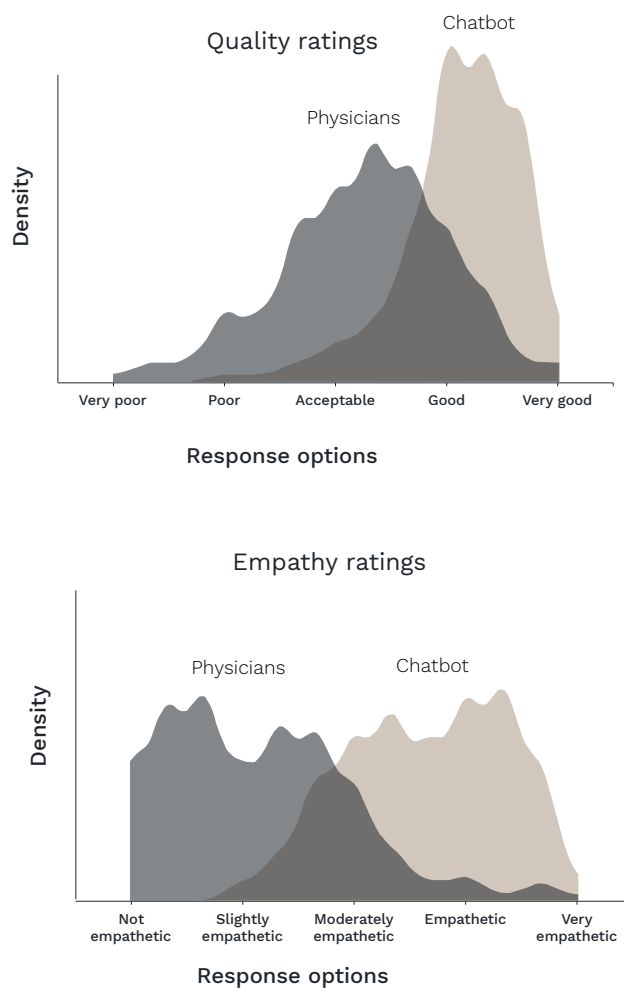 Chatbot
Quality ratings
Physicians
Density
Very poor Poor Acceptable Good Very good
Response options
Empathy ratings
Physicians Chatbot
Density
Not Slightly Moderately Empathetic Very
empathetic empathetic empathetic empathetic
Response options